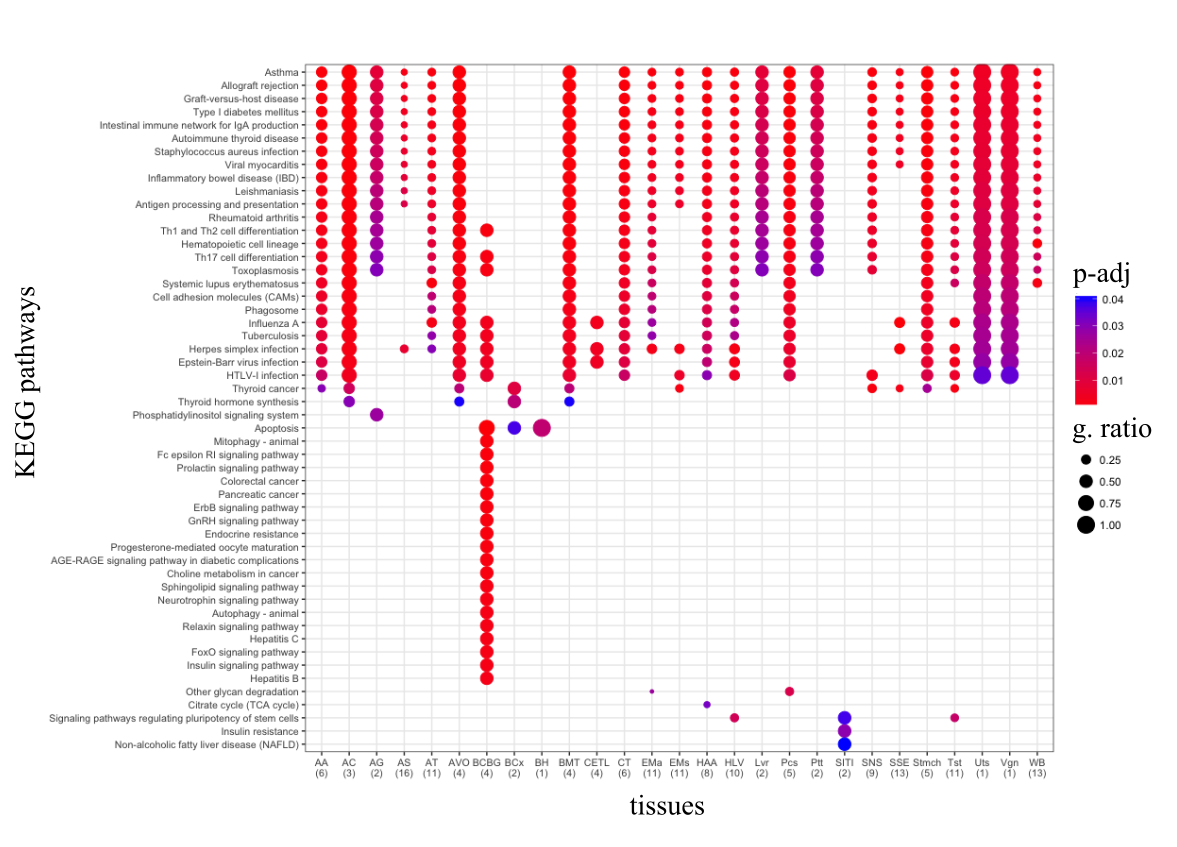 KEGG pathways
Asthma
Allograft rejection
Graft-versus-host disease
Type I diabetes mellitus
Intestinal immune network for IgA production
Autoimmune thyroid disease
Staphylococcus aureus infection
Viral myocarditis
Inflammatory bowel disease (IBD)
Leishmaniasis
Antigen processing and presentation
Rheumatoid arthritis
Th1 and Th2 cell differentiation
Hematopoietic cell lineage
Th17 cell differentiation
Toxoplasmosis
Systemic lupus erythematosus
Cell adhesion molecules (CAMs)
Phagosome
Influenza A
Tuberculosis
Herpes simplex infection
Epstein-Barr virus infection
HTLV-I infection
Thyroid cancer
Thyroid hormone synthesis
Phosphatidylinositol signaling system
Apoptosis
Mitophagy - animal
Fc epsilon RI signaling pathway
Prolactin signaling pathway
Colorectal cancer
Pancreatic cancer
ErbB signaling pathway
GnRH signaling pathway
Endocrine resistance
Progesterone-mediated oocyte maturation
AGE-RAGE signaling pathway in diabetic complications
Choline metabolism in cancer
Sphingolipid signaling pathway
Neurotrophin signaling pathway
Autophagy - animal
Relaxin signaling pathway
Hepatitis C
FoxO signaling pathway
Insulin signaling pathway
Hepatitis B
Other glycan degradation
Citrate cycle (TCA cycle)
Signaling pathways regulating pluripotency of stem cells
Insulin resistance
Non-alcoholic fatty liver disease (NAFLD)
AA AC AG AS AT AVO BCBG BCx BH BMT CETL CT EMa EMs HAA HLV Lvr Pcs Ptt SITI SNS SSE Stmch Tst Uts Vgn WB
(6) (3) (2) (16) (11) (4) (4) (2) (1) (4) (4) (6) (11) (11) (8) (10) (2) (5) (2) (2) (9) (13) (5) (11) (1) (1) (13)
tissues
p-adj
0.04
0.03
0.02
0.01
g. ratio
0.25
0.50
0.75
1.00